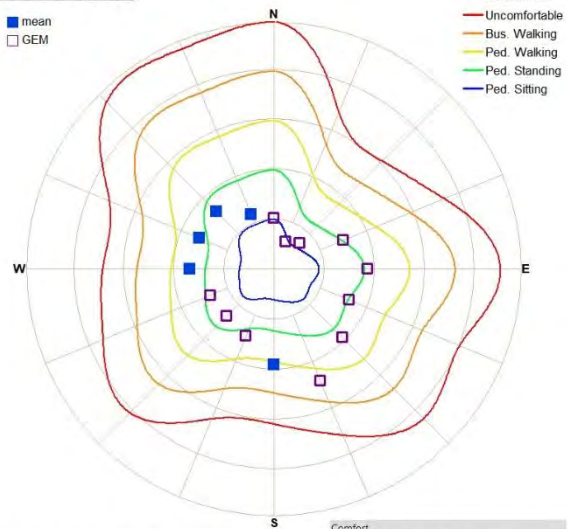 mean
GEM
Uncomfortable
Bus. Walking
Ped. Walking
Ped. Standing
Ped. Sitting
N
W
E
S
Comfort